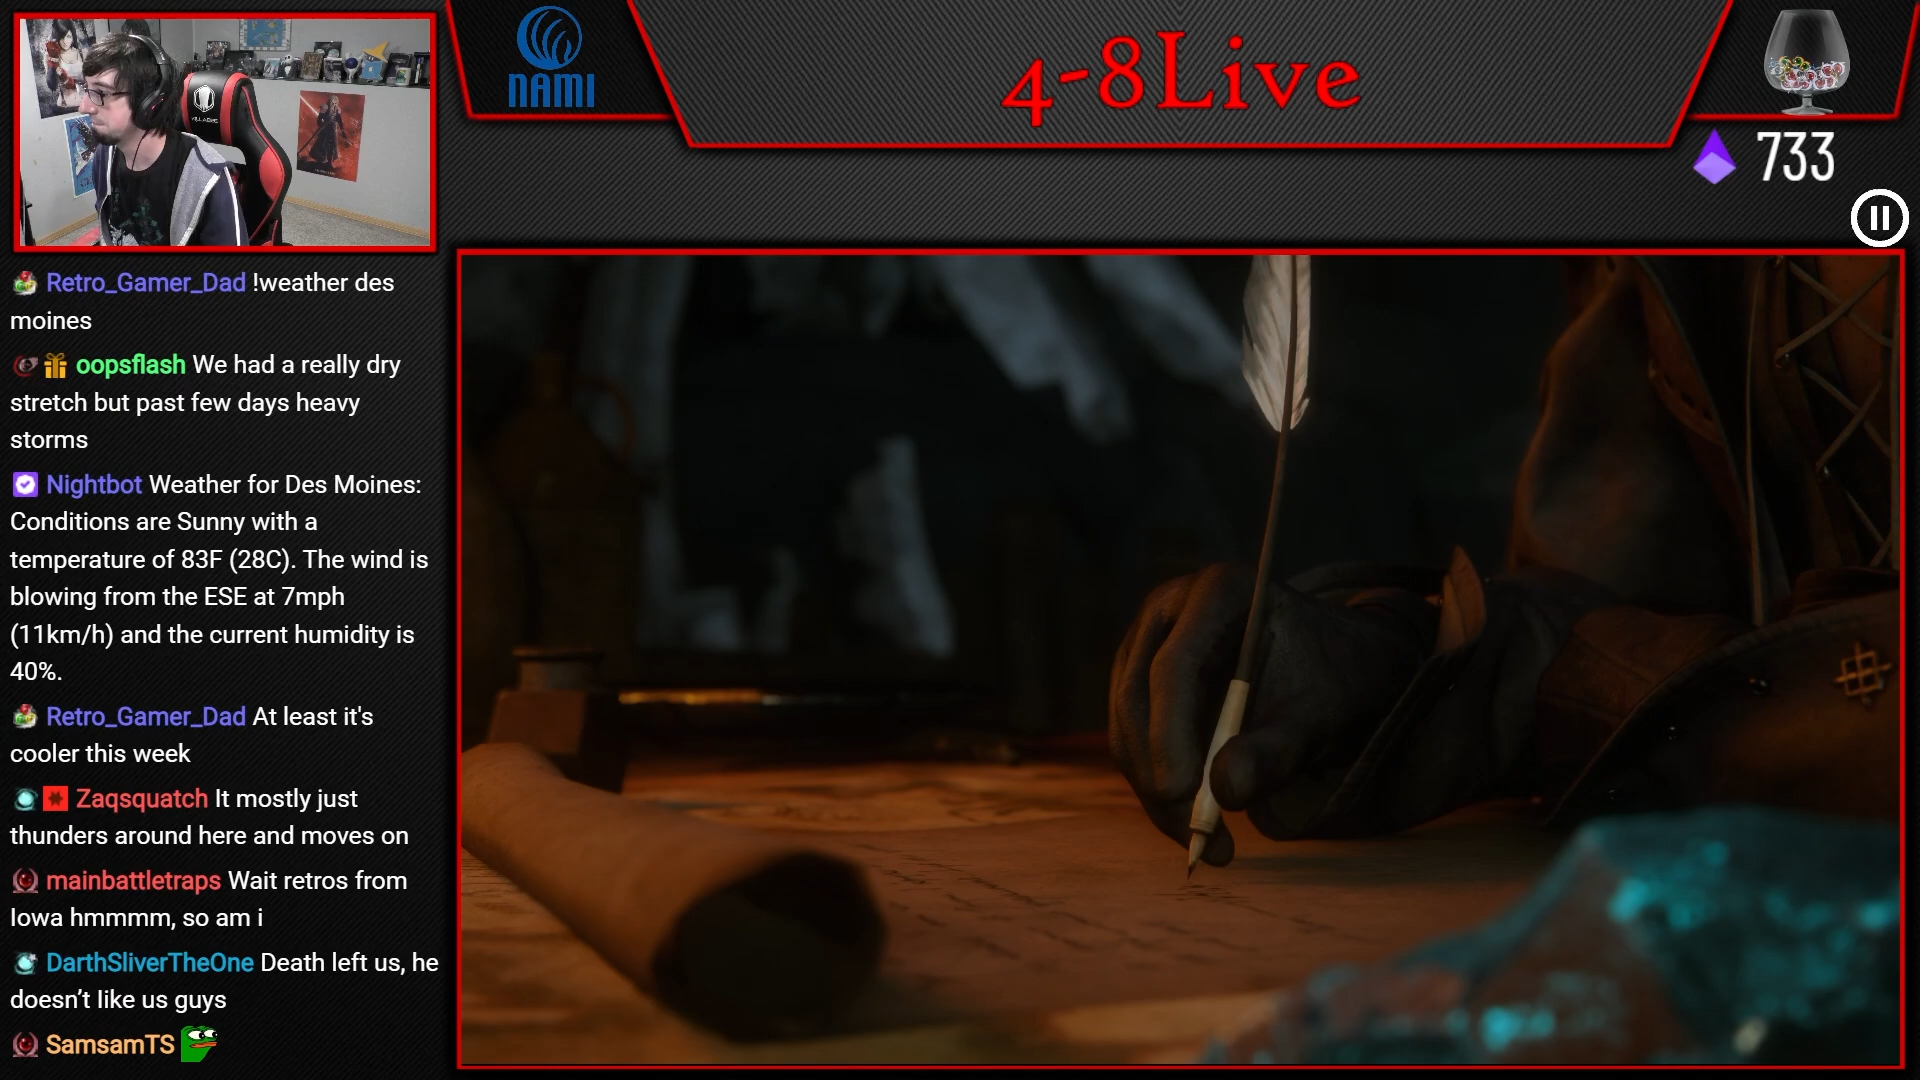 NAMI
4-8Live
733
Retro_Gamer_Dad !weather des
moines
oopsflash We had a really dry
stretch but past few days heavy
storms
Nightbot Weather for Des Moines:
Conditions are Sunny with a
temperature of 83F (28C). The wind is
blowing from the ESE at 7mph
(11km/h) and the current humidity is
40%.
Retro_Gamer_Dad At least it's
cooler this week
Zaqsquatch It mostly just
thunders around here and moves on
mainbattletraps Wait retros from
Iowa hmmmm, so am i
DarthSliverTheOne Death left us, he
doesn’t like us guys
SamsamTS